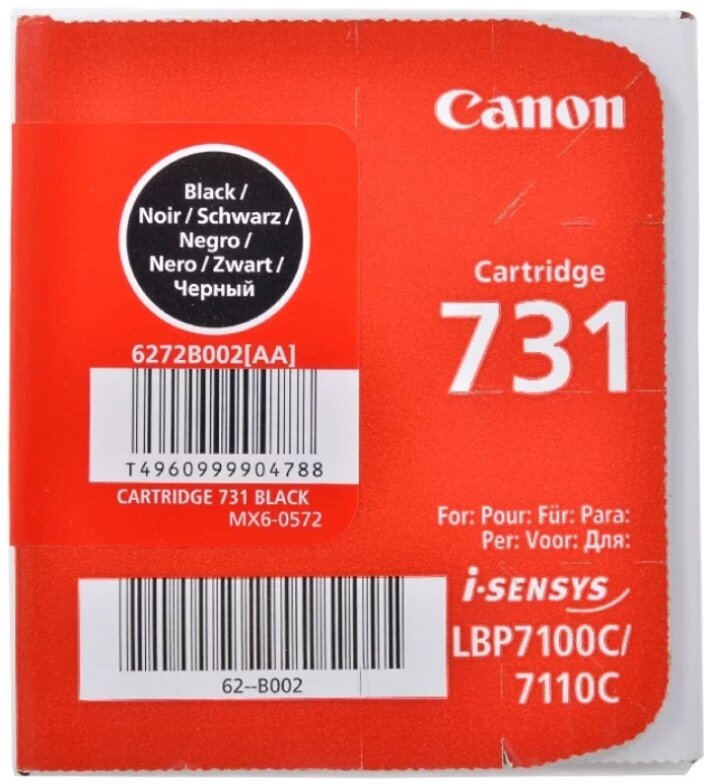 Canon
Black /
Noir / Schwarz /
Negro /
Nero / Zwart /
Черный
6272B002[AA]
T4960999904788
CARTRIDGE 731 BLACK
MX6-0572
Cartridge
731
For: Pour: Für: Para:
Per: Voor: Для:
i-SENSYS
LBP7100C/
7110C
62--B002